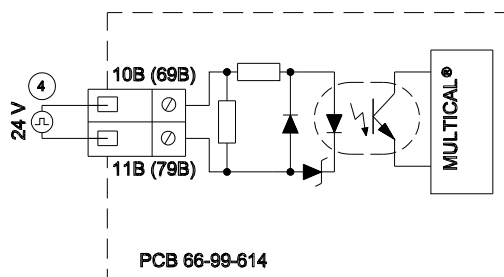 10B (69B)
4
24 V
11B (79B)
MULTICAL®
PCB 66-99-614